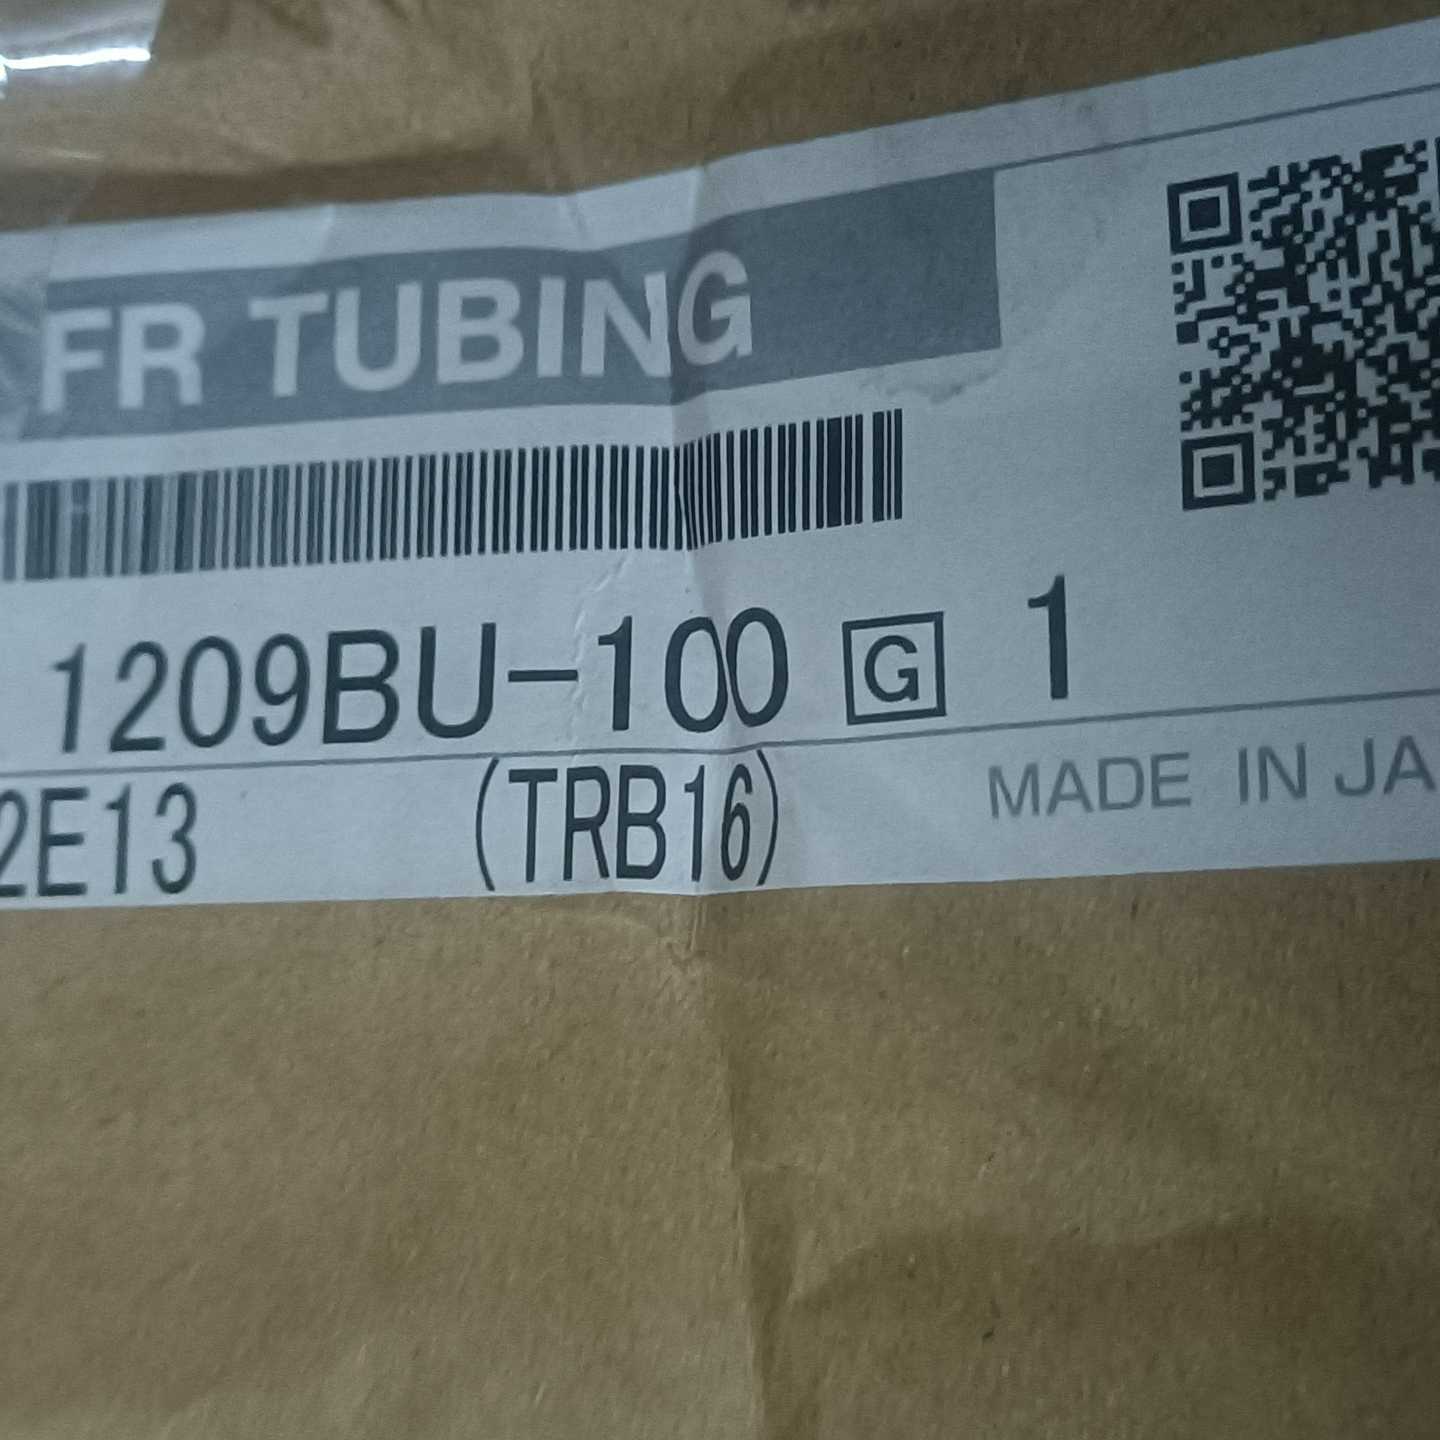 FR TUBING
1209BU-100 G 1
2E13 (TRB16) MADE IN JA